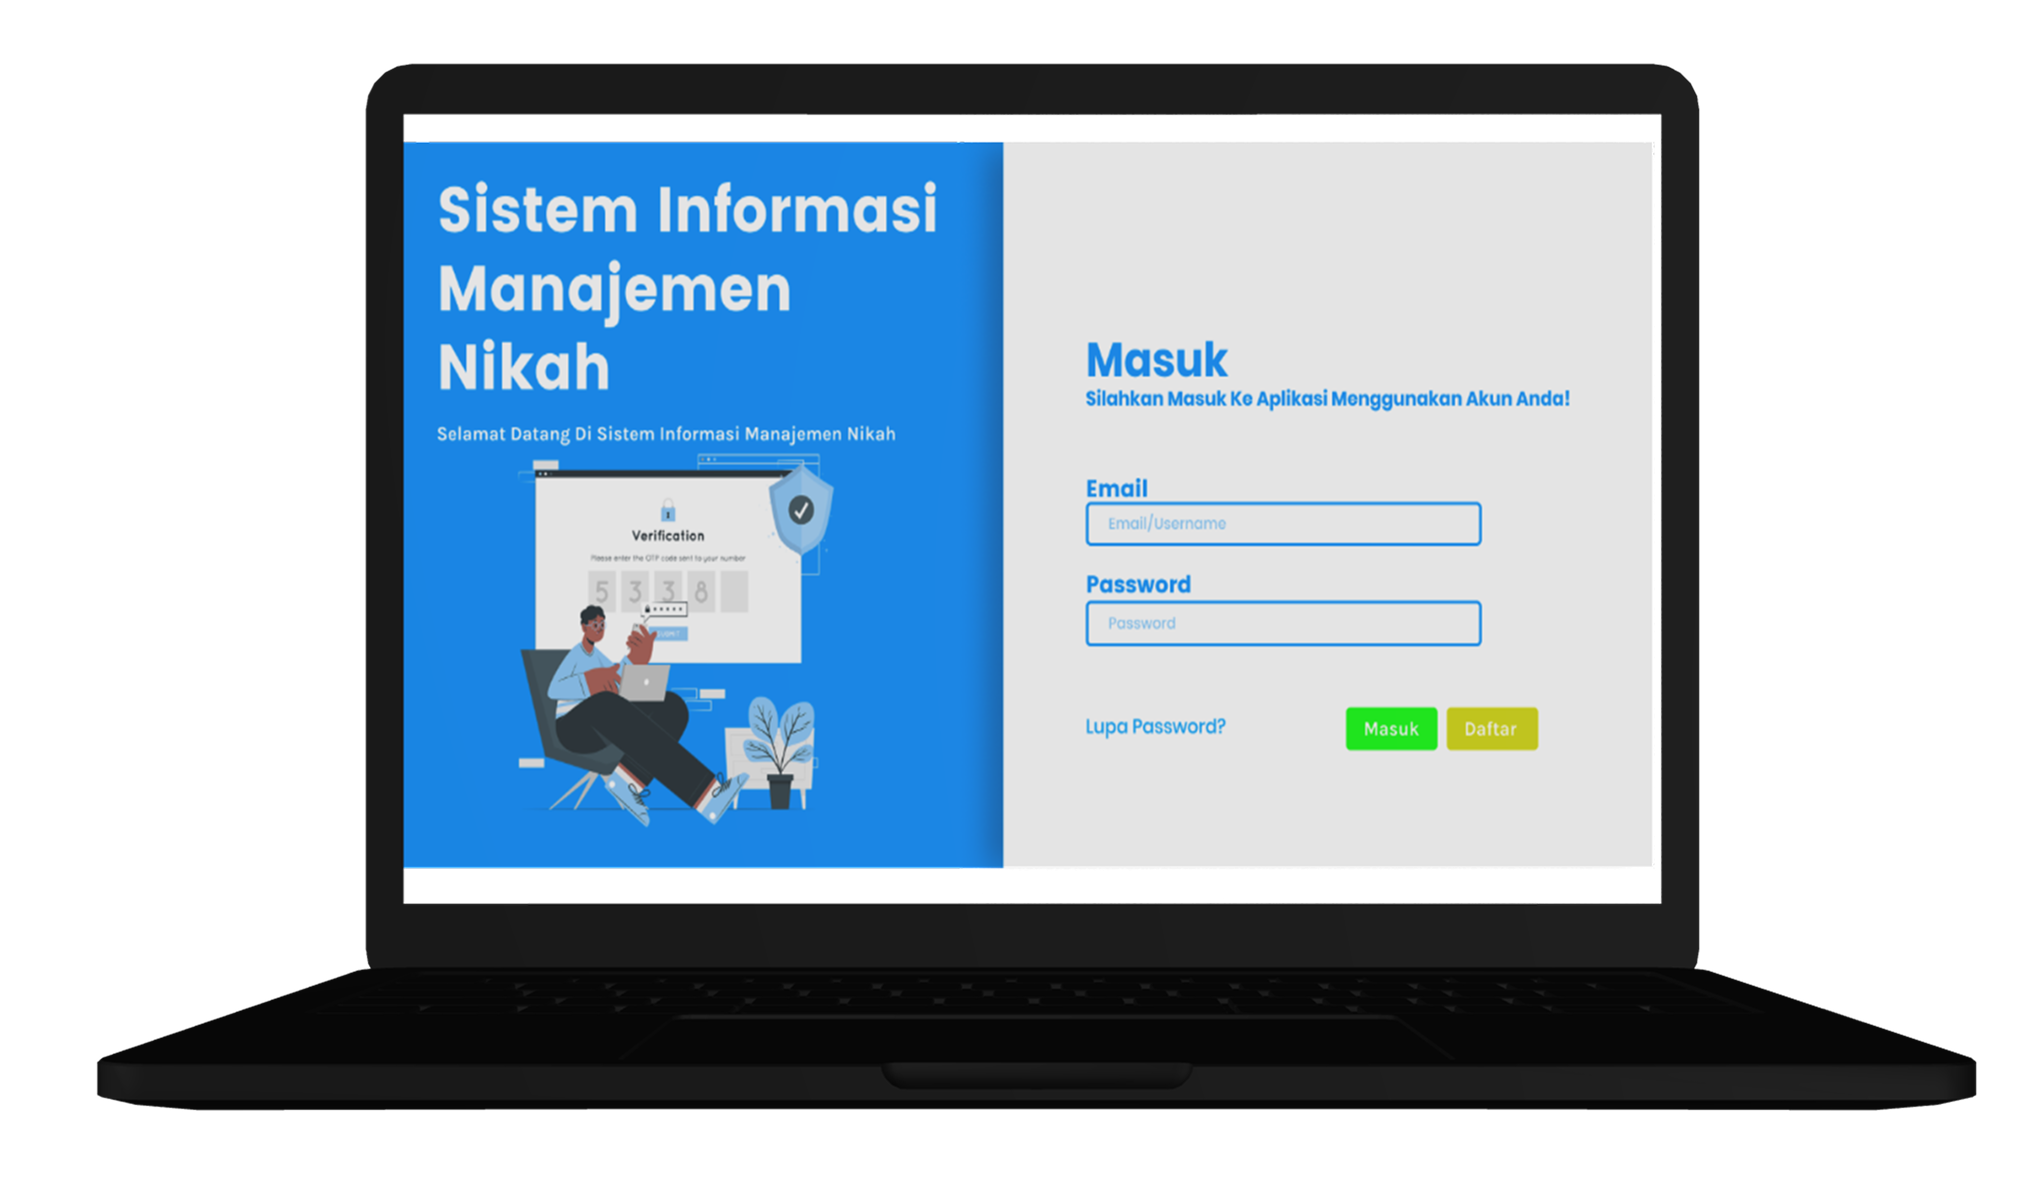 Sistem Informasi
Manajemen
Nikah
Selamat Datang Di Sistem Informasi Manajemen Nikah
Verification
Please enter the OTP code sent to your number
5 3 3 8
SUBMIT
Masuk
Silahkan Masuk Ke Aplikasi Menggunakan Akun Anda!
Email
Email/Username
Password
Password
Lupa Password?
Masuk
Daftar